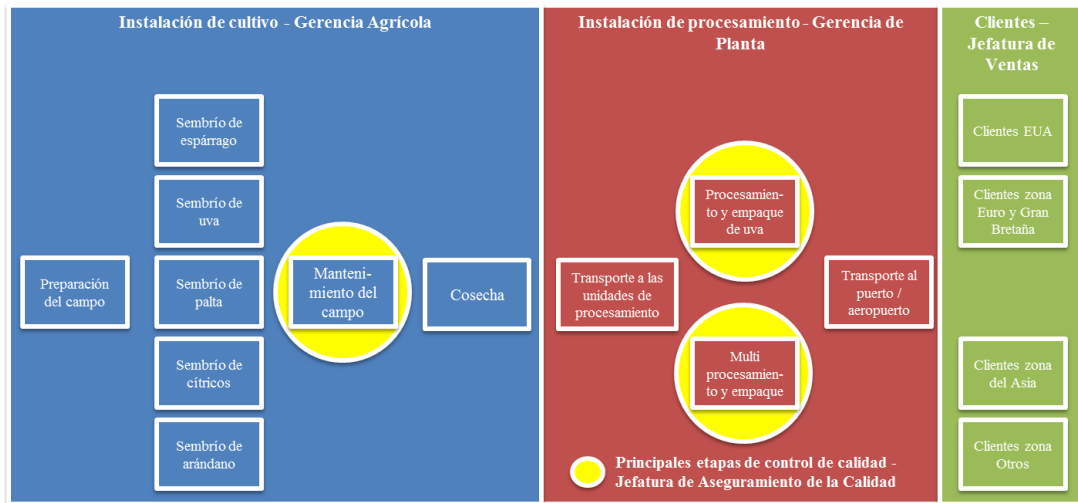 Instalación de cultivo - Gerencia Agrícola
Preparación
del campo
Sembrío de
espárrago
Sembrío de
uva
Sembrío de
palta
Sembrío de
cítricos
Sembrío de
arándano
Manteni-
miento del
campo
Cosecha
Instalación de procesamiento - Gerencia de
Planta
Transporte a las
unidades de
procesamiento
Procesamien-
to y empaque
de uva
Multi
procesamien-
to y empaque
Transporte al
puerto /
aeropuerto
Principales etapas de control de calidad -
Jefatura de Aseguramiento de la Calidad
Clientes –
Jefatura de
Ventas
Clientes EUA
Clientes zona
Euro y Gran
Bretaña
Clientes zona
del Asia
Clientes zona
Otros